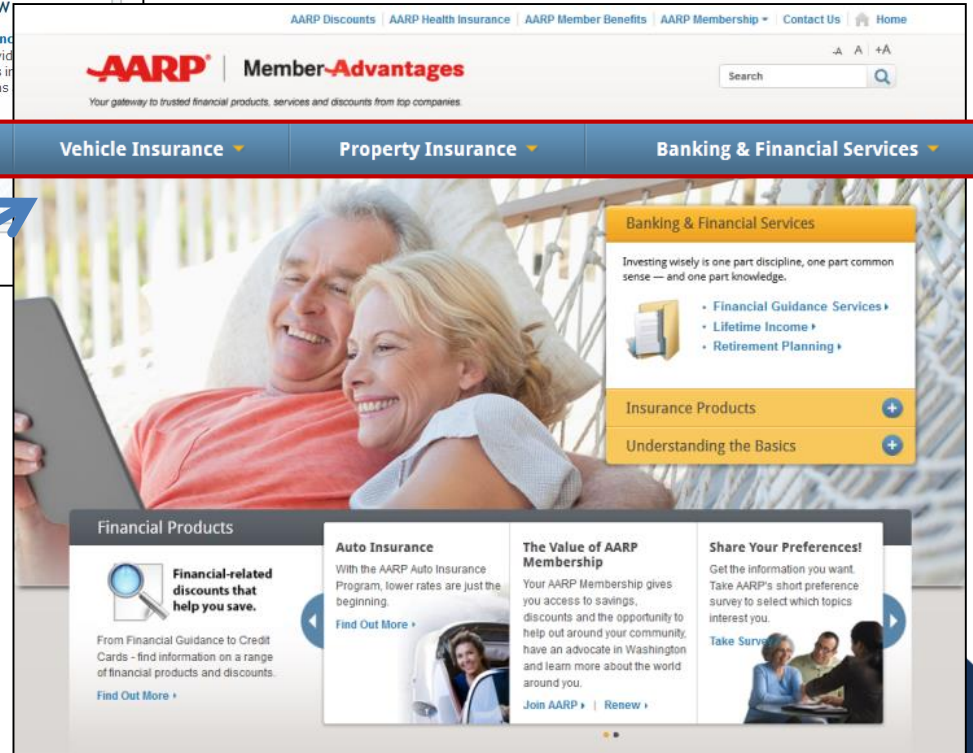 AARP Discounts AARP Health Insurance AARP Member Benefits AARP Membership Contact Us Home
AARP Member Advantages
-A A +A
Search
Your gateway to trusted financial products, services and discounts from top companies.
Vehicle Insurance Property Insurance Banking & Financial Services
Banking & Financial Services
Investing wisely is one part discipline, one part common
sense — and one part knowledge.
• Financial Guidance Services
• Lifetime Income
• Retirement Planning
Insurance Products
Understanding the Basics
Financial Products
Financial-related
discounts that
help you save.
From Financial Guidance to Credit
Cards - find information on a range
of financial products and discounts.
Find Out More
Auto Insurance
With the AARP Auto Insurance
Program, lower rates are just the
beginning.
Find Out More
The Value of AARP
Membership
Your AARP Membership gives
you access to savings,
discounts and the opportunity to
help out around your community,
have an advocate in Washington
and learn more about the world
around you.
Join AARP | Renew
Share Your Preferences!
Get the information you want.
Take AARP's short preference
survey to select which topics
interest you.
Take Survey